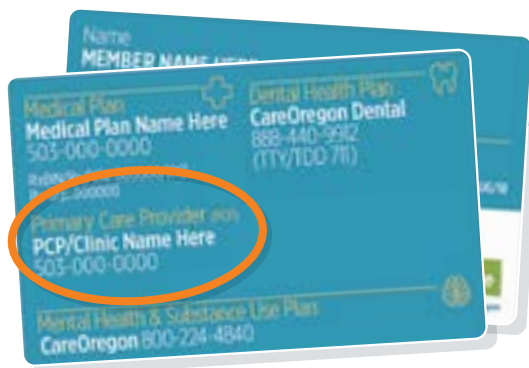 Name
MEMBER NAME
Medical Plan
Medical Plan Name Here
503-000-0000
Dental Health Plan
CareOregon Dental
888-440-9912
(TTY/TDD 711)
Primary Care Provider (PCP)
PCP/Clinic Name Here
503-000-0000
Mental Health & Substance Use Plan
CareOregon 800-224-4840